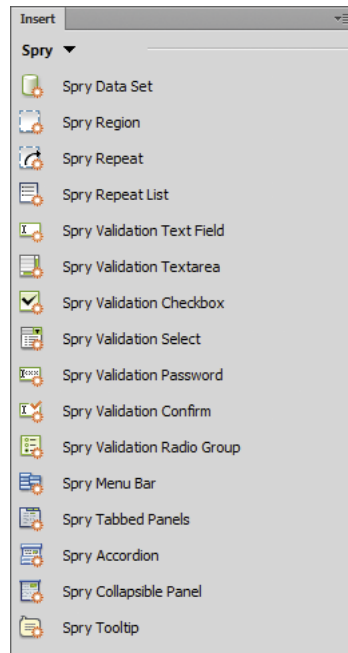 Insert
Spry
Spry Data Set
Spry Region
Spry Repeat
Spry Repeat List
Spry Validation Text Field
Spry Validation Textarea
Spry Validation Checkbox
Spry Validation Select
Spry Validation Password
Spry Validation Confirm
Spry Validation Radio Group
Spry Menu Bar
Spry Tabbed Panels
Spry Accordion
Spry Collapsible Panel
Spry Tooltip